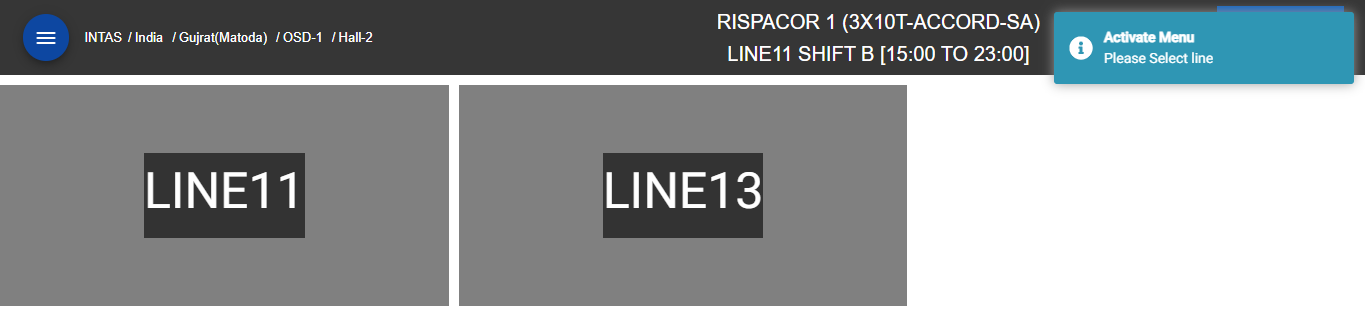 INTAS / India / Gujrat(Matoda) / OSD-1 / Hall-2
RISPACOR 1 (3X10T-ACCORD-SA)
LINE11 SHIFT B [15:00 TO 23:00]
Activate Menu
Please Select line
LINE11
LINE13